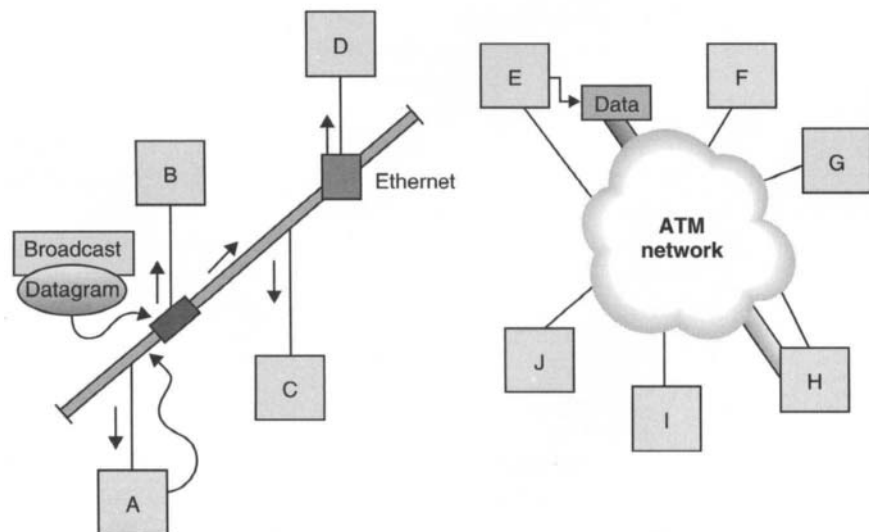 D
B
Ethernet
Broadcast
Datagram
C
A
E
Data
F
G
ATM
network
J
I
H